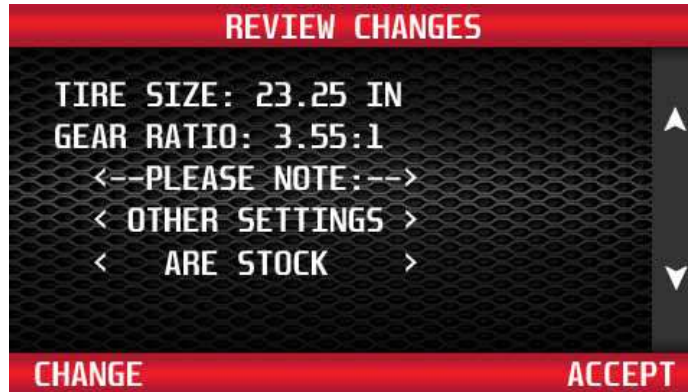 REVIEW CHANGES
TIRE SIZE: 23.25 IN
GEAR RATIO: 3.55:1
<--PLEASE NOTE:-->
< OTHER SETTINGS >
< ARE STOCK >
CHANGE ACCEPT